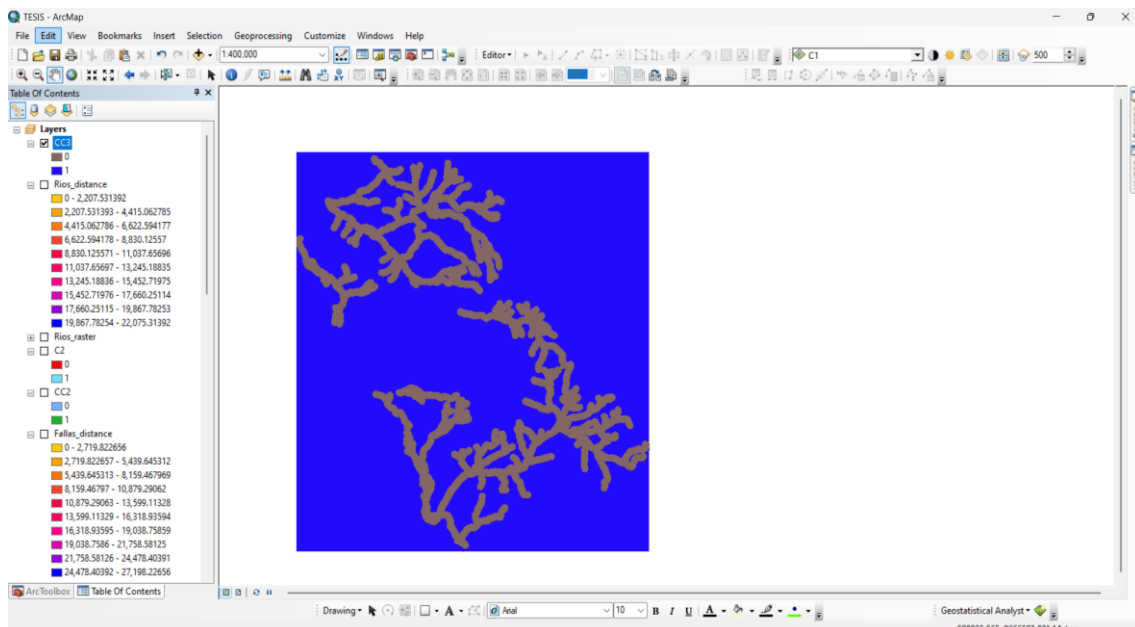 TESIS - ArcMap
File Edit View Bookmarks Insert Selection Geoprocessing Customize Windows Help
1:400.000 Editor C1 500
Table Of Contents
Layers
CC3
0
1
Rios_distance
0 - 2,207.531392
2,207.531393 - 4,415.062785
4,415.062786 - 6,622.594177
6,622.594178 - 8,830.12557
8,830.125571 - 11,037.65696
11,037.65697 - 13,245.18835
13,245.18836 - 15,452.71975
15,452.71976 - 17,660.25114
17,660.25115 - 19,867.78253
19,867.78254 - 22,075.31392
Rios_raster
C2
0
1
CC2
0
1
Fallas_distance
0 - 2,719.822656
2,719.822657 - 5,439.645312
5,439.645313 - 8,159.467969
8,159.46797 - 10,879.29062
10,879.29063 - 13,599.11328
13,599.11329 - 16,318.93594
16,318.93595 - 19,038.75859
19,038.7586 - 21,758.58125
21,758.58126 - 24,478.40391
24,478.40392 - 27,198.22656
ArcToolbox Table Of Contents
Drawing A Arial 10 B I U A Geostatistical Analyst